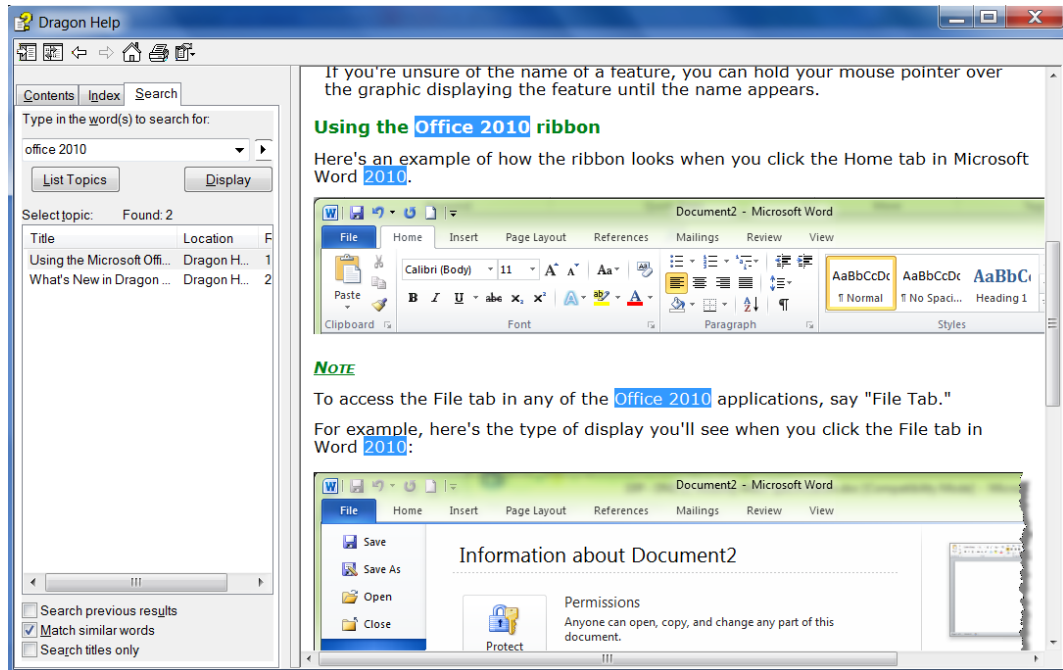 Dragon Help
Contents Index Search
Type in the word(s) to search for:
office 2010
List Topics Display
Select topic: Found: 2
Title Location F
Using the Microsoft Offi... Dragon H... 1
What's New in Dragon ... Dragon H... 2
Search previous results
Match similar words
Search titles only
If you're unsure of the name of a feature, you can hold your mouse pointer over
the graphic displaying the feature until the name appears.
Using the Office 2010 ribbon
Here's an example of how the ribbon looks when you click the Home tab in Microsoft
Word 2010.
Document2 - Microsoft Word
File Home Insert Page Layout References Mailings Review View
Paste
Calibri (Body) 11 A A Aa
B I U abc x₂ x² A ab A
AaBbCcDc AaBbCcDc AaBbC
¶ Normal ¶ No Spaci... Heading 1
Clipboard Font Paragraph Styles
NOTE
To access the File tab in any of the Office 2010 applications, say "File Tab."
For example, here's the type of display you'll see when you click the File tab in
Word 2010:
Document2 - Microsoft Word
File Home Insert Page Layout References Mailings Review View
Save
Save As
Open
Close
Information about Document2
Protect
Permissions
Anyone can open, copy, and change any part of this
document.